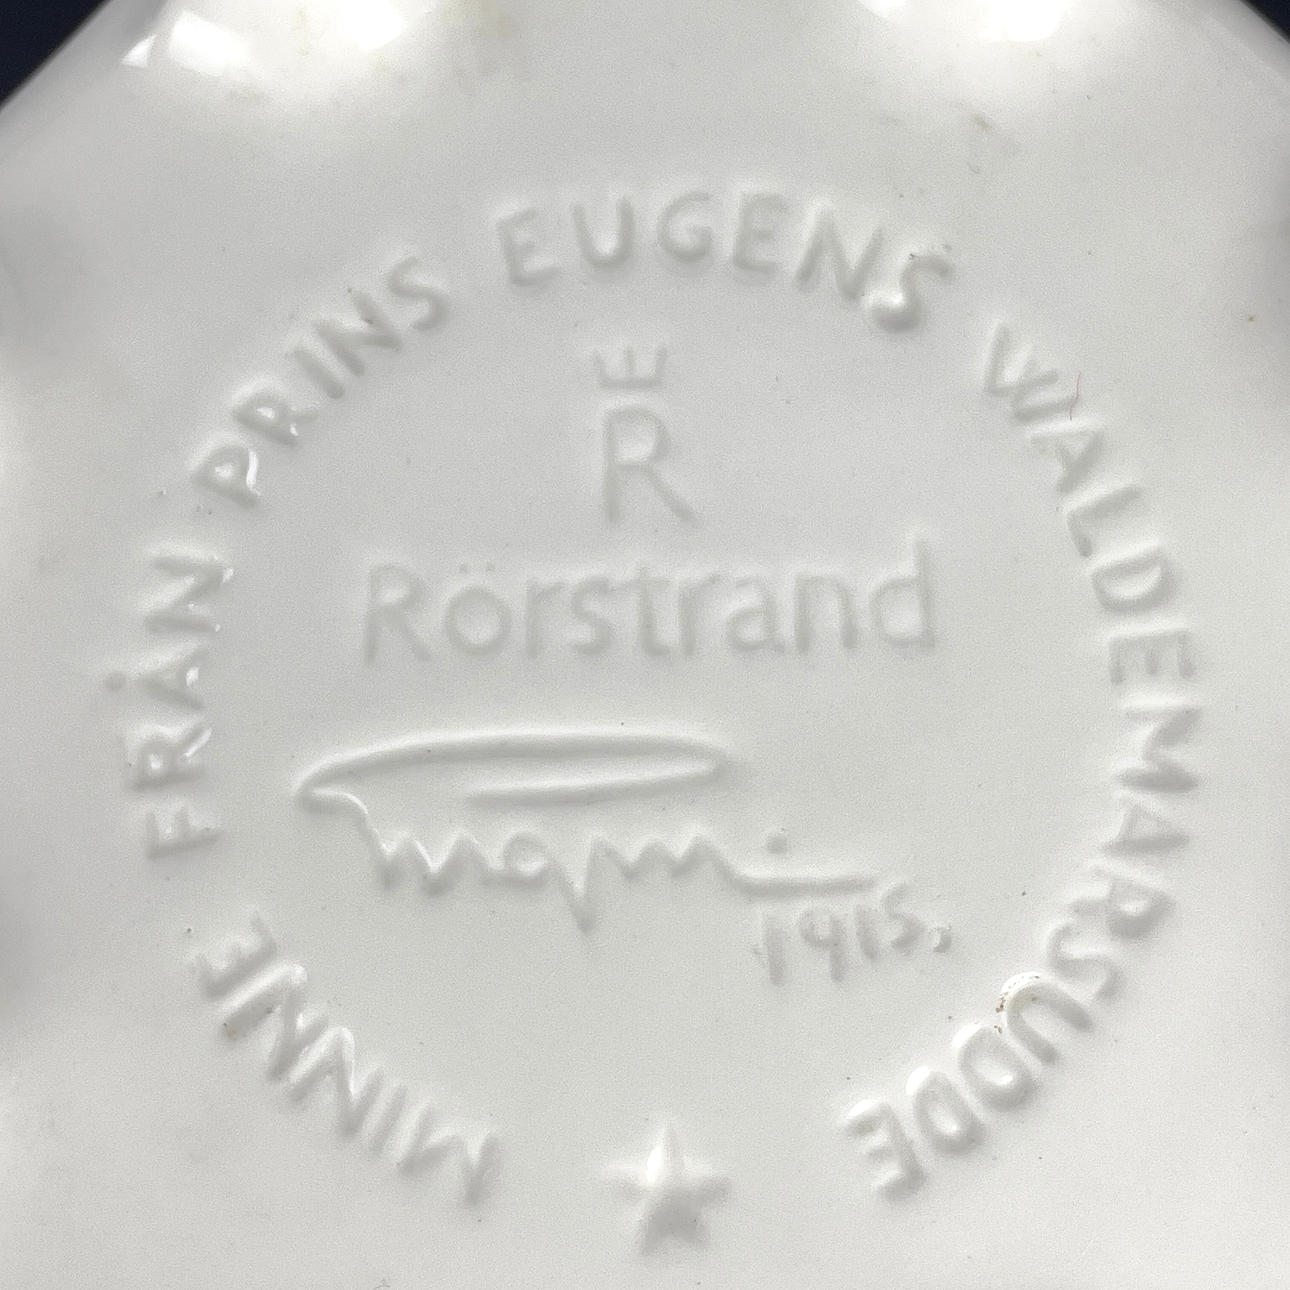 MINNE FRÅN PRINS EUGENS WALDEMARSUDDE
R
Rörstrand
1915.